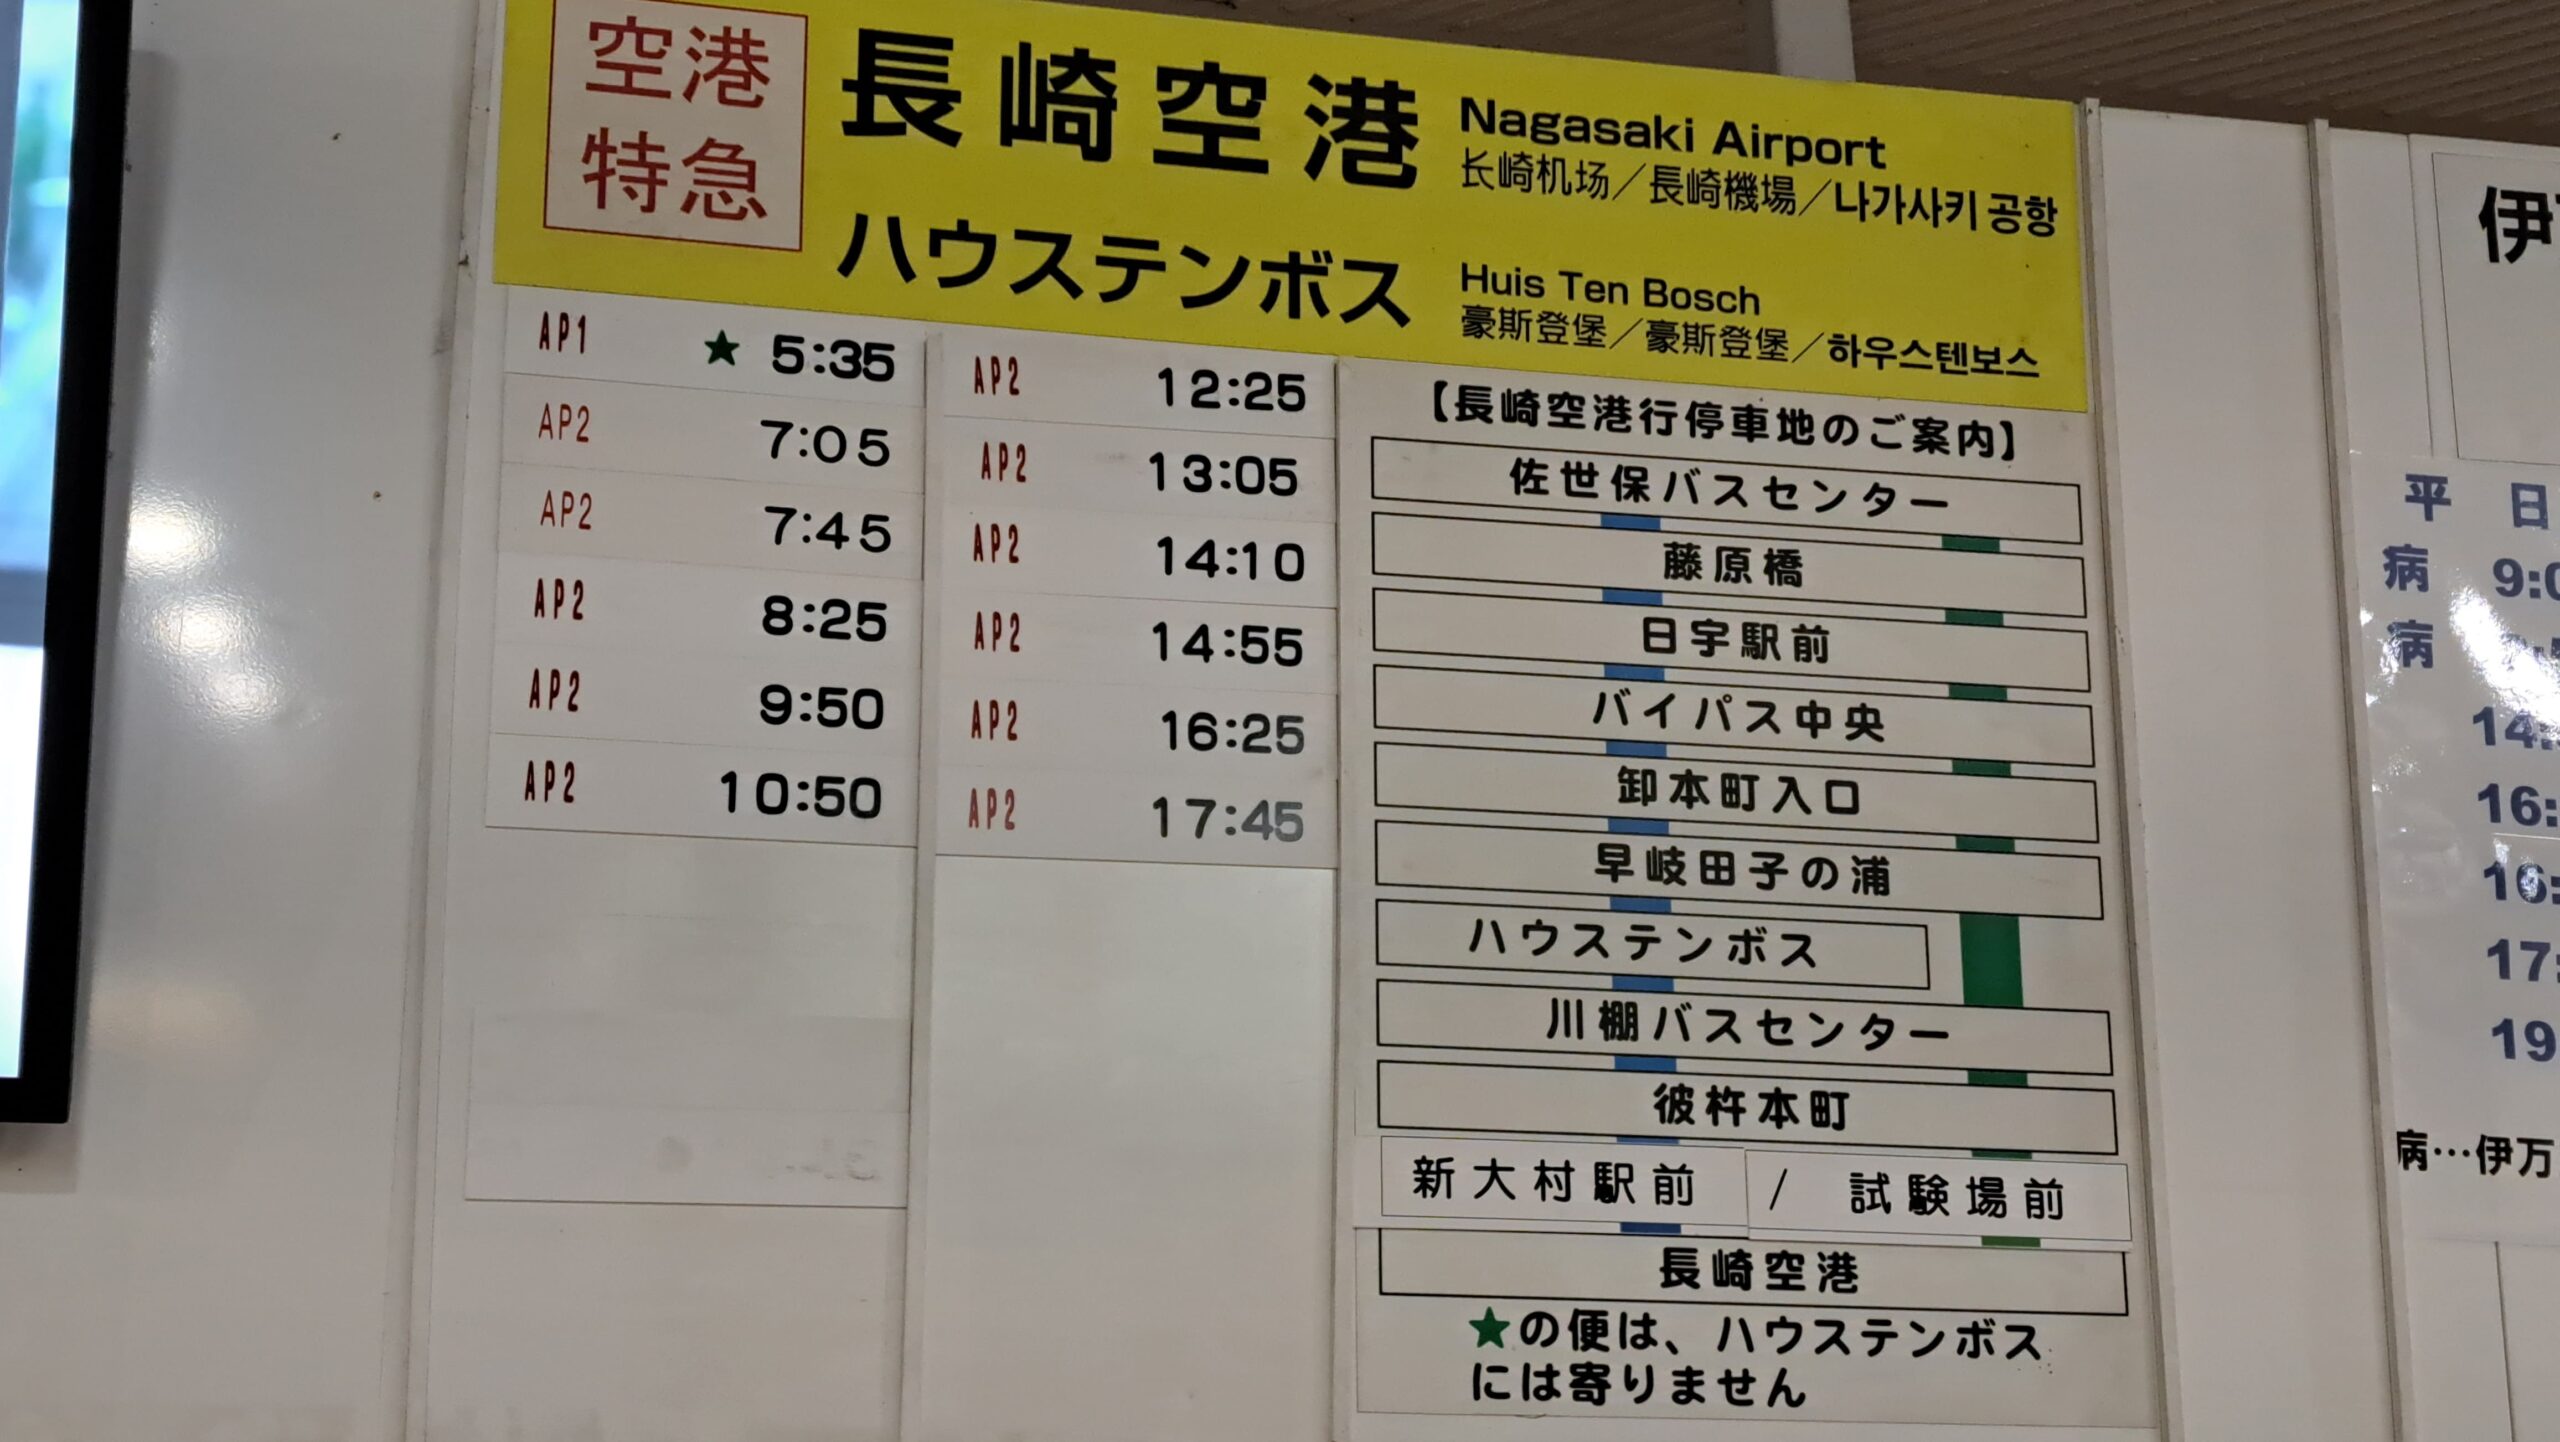 空港
特急
長崎空港
Nagasaki Airport
长崎机场／長崎機場／나가사키 공항
ハウステンボス
Huis Ten Bosch
豪斯登堡／豪斯登堡／하우스텐보스
AP1 ★ 5:35
AP2 7:05
AP2 7:45
AP2 8:25
AP2 9:50
AP2 10:50
AP2 12:25
AP2 13:05
AP2 14:10
AP2 14:55
AP2 16:25
AP2 17:45
【長崎空港行停車地のご案内】
佐世保バスセンター
藤原橋
日宇駅前
バイパス中央
卸本町入口
早岐田子の浦
ハウステンボス
川棚バスセンター
彼杵本町
新大村駅前 / 試験場前
長崎空港
★の便は、ハウステンボス
には寄りません
伊
平 日
病 9:0
病
14:
16:
16:
17:
19
病…伊万